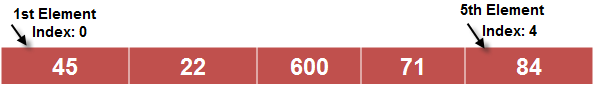 1st Element
Index: 0
5th Element
Index: 4
45 22 600 71 84